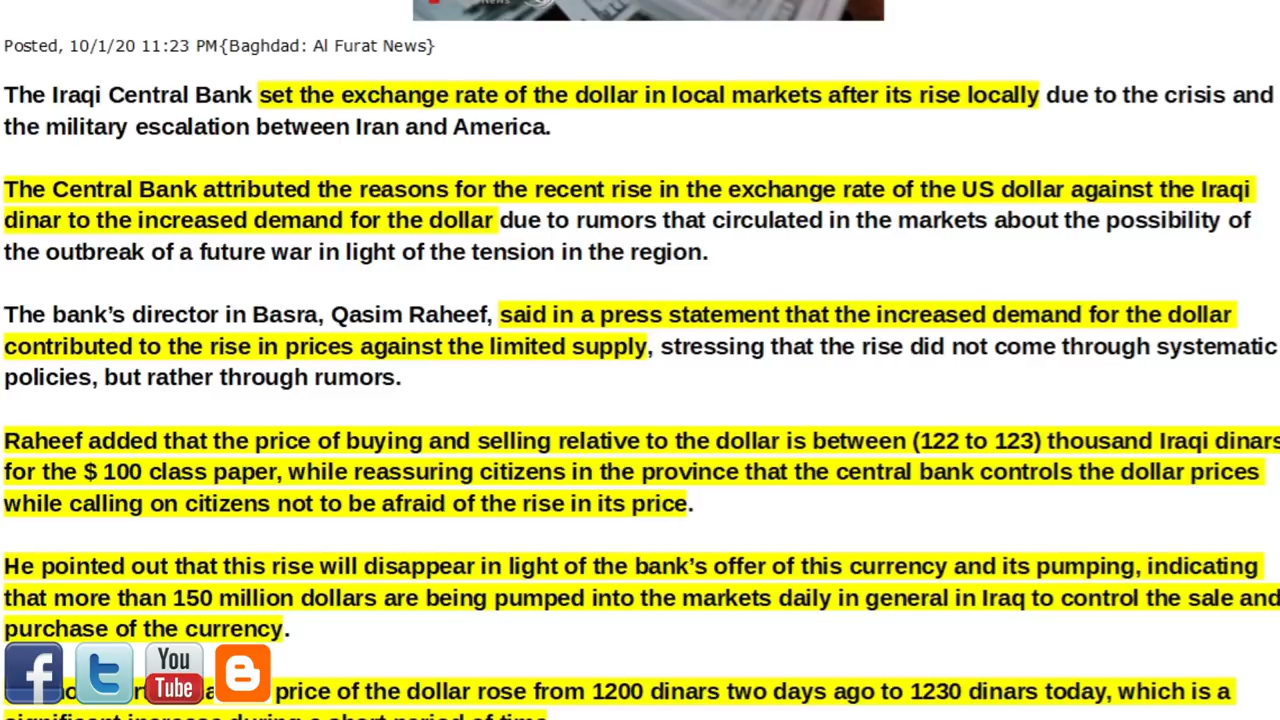 Posted, 10/1/20 11:23 PM{Baghdad: Al Furat News}
The Iraqi Central Bank set the exchange rate of the dollar in local markets after its rise locally due to the crisis and
the military escalation between Iran and America.
The Central Bank attributed the reasons for the recent rise in the exchange rate of the US dollar against the Iraqi
dinar to the increased demand for the dollar due to rumors that circulated in the markets about the possibility of
the outbreak of a future war in light of the tension in the region.
The bank’s director in Basra, Qasim Raheef, said in a press statement that the increased demand for the dollar
contributed to the rise in prices against the limited supply, stressing that the rise did not come through systematic
policies, but rather through rumors.
Raheef added that the price of buying and selling relative to the dollar is between (122 to 123) thousand Iraqi dinars
for the $ 100 class paper, while reassuring citizens in the province that the central bank controls the dollar prices
while calling on citizens not to be afraid of the rise in its price.
He pointed out that this rise will disappear in light of the bank’s offer of this currency and its pumping, indicating
that more than 150 million dollars are being pumped into the markets daily in general in Iraq to control the sale and
purchase of the currency.
You
Tube
price of the dollar rose from 1200 dinars two days ago to 1230 dinars today, which is a
significant increase during a short period of time